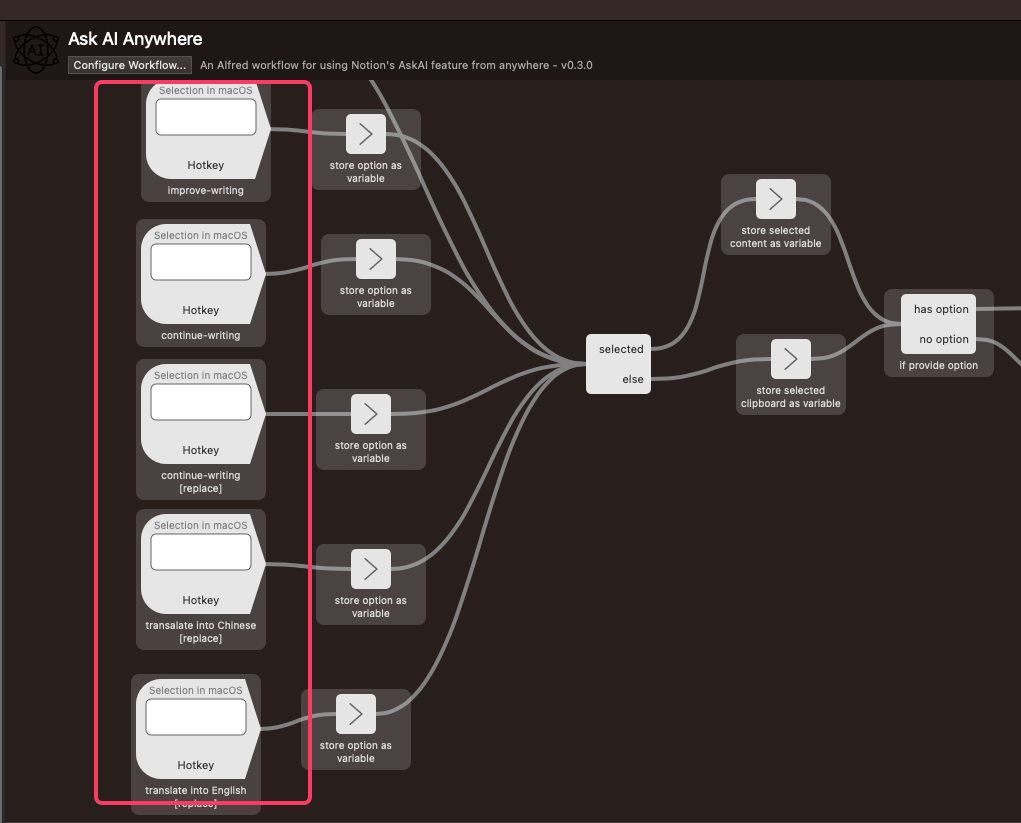 AI
Ask AI Anywhere
Configure Workflow...
An Alfred workflow for using Notion's AskAI feature from anywhere - v0.3.0
Selection in macOS
Hotkey
improve-writing
store option as
variable
Selection in macOS
Hotkey
continue-writing
store option as
variable
Selection in macOS
Hotkey
continue-writing
[replace]
store option as
variable
Selection in macOS
Hotkey
transalate into Chinese
[replace]
store option as
variable
Selection in macOS
Hotkey
translate into English
[replace]
store option as
variable
selected
else
store selected
content as variable
store selected
clipboard as variable
has option
no option
if provide option